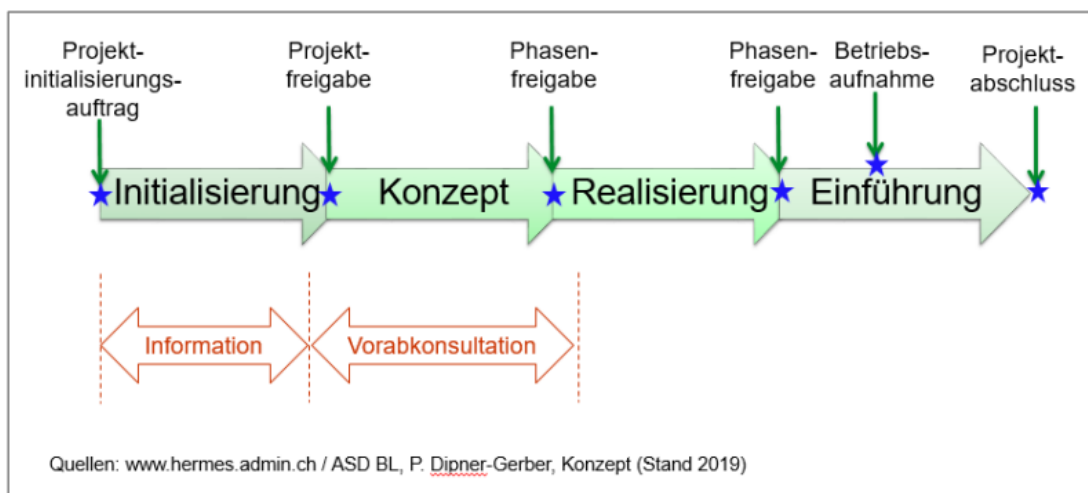 Projekt-
initialisierungs-
auftrag
Projekt-
freigabe
Phasen-
freigabe
Phasen-
freigabe
Betriebs-
aufnahme
Projekt-
abschluss
Initialisierung
Konzept
Realisierung
Einführung
Information
Vorabkonsultation
Quellen: www.hermes.admin.ch / ASD BL, P. Dipner-Gerber, Konzept (Stand 2019)